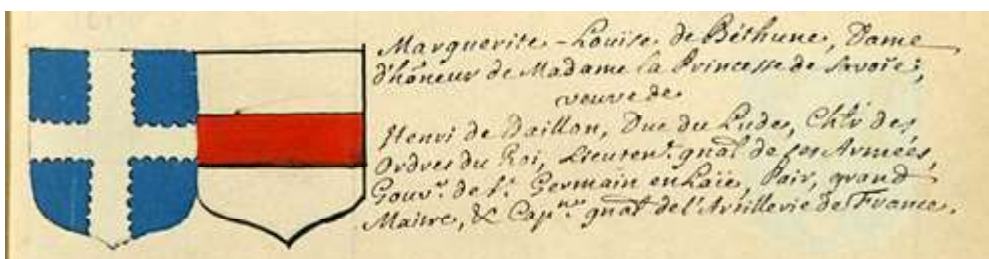 Marguerite-Louise de Béthune, Dame
d'hôneur de Madame la Princesse de Savoïe;
veuve de
Henri de Daillon, Duc du Lude, Chlr des
Ordres du Roi, Lieutent. gnal de ses Armées,
Gouvr. de St. Germain en Laïe, Pair, grand
Maitre, & Capne. gnal de l'Artillerie de France.